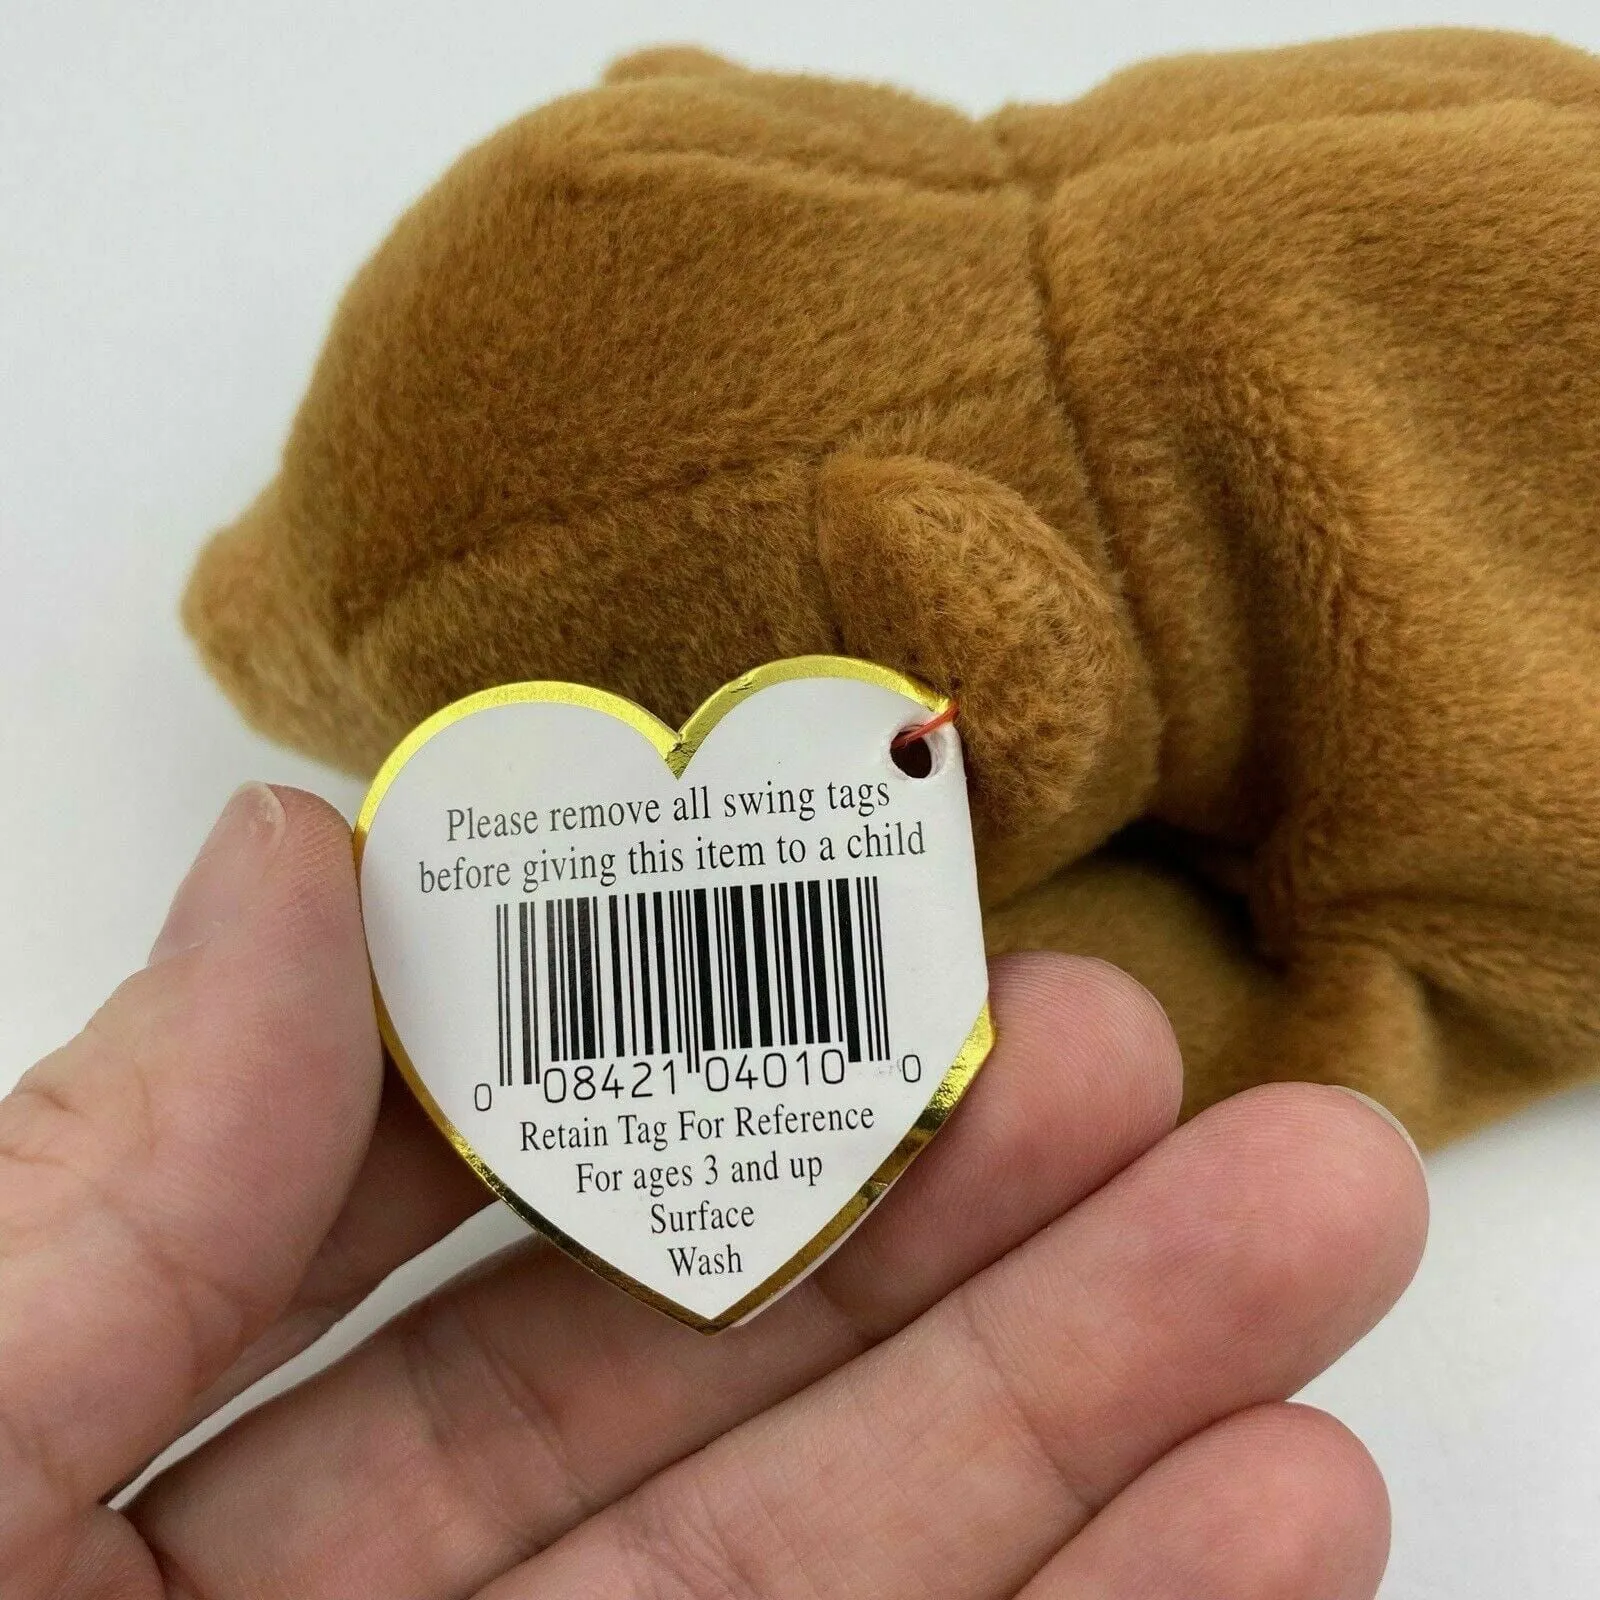 Please remove all swing tags
before giving this item to a child
0 08421 04010 0
Retain Tag For Reference
For ages 3 and up
Surface
Wash